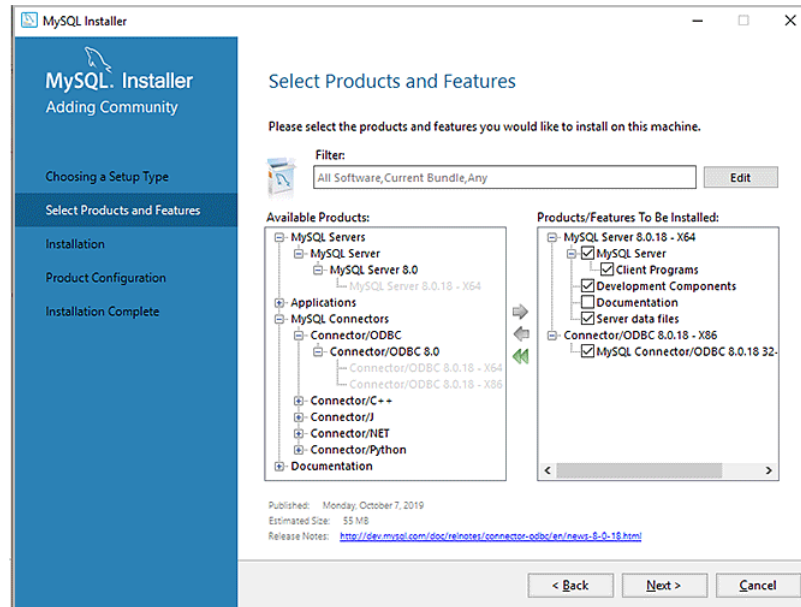 MySQL Installer
MySQL. Installer
Adding Community
Choosing a Setup Type
Select Products and Features
Installation
Product Configuration
Installation Complete
Select Products and Features
Please select the products and features you would like to install on this machine.
Filter:
All Software,Current Bundle,Any
Edit
Available Products:
MySQL Servers
MySQL Server
MySQL Server 8.0
MySQL Server 8.0.18 - X64
Applications
MySQL Connectors
Connector/ODBC
Connector/ODBC 8.0
Connector/ODBC 8.0.18 - X64
Connector/ODBC 8.0.18 - X86
Connector/C++
Connector/J
Connector/NET
Connector/Python
Documentation
Products/Features To Be Installed:
MySQL Server 8.0.18 - X64
MySQL Server
Client Programs
Development Components
Documentation
Server data files
Connector/ODBC 8.0.18 - X86
MySQL Connector/ODBC 8.0.18 32-
Published: Monday, October 7, 2019
Estimated Size: 55 MB
Release Notes: http://dev.mysql.com/doc/relnotes/connector-odbc/en/news-8-0-18.html
< Back
Next >
Cancel